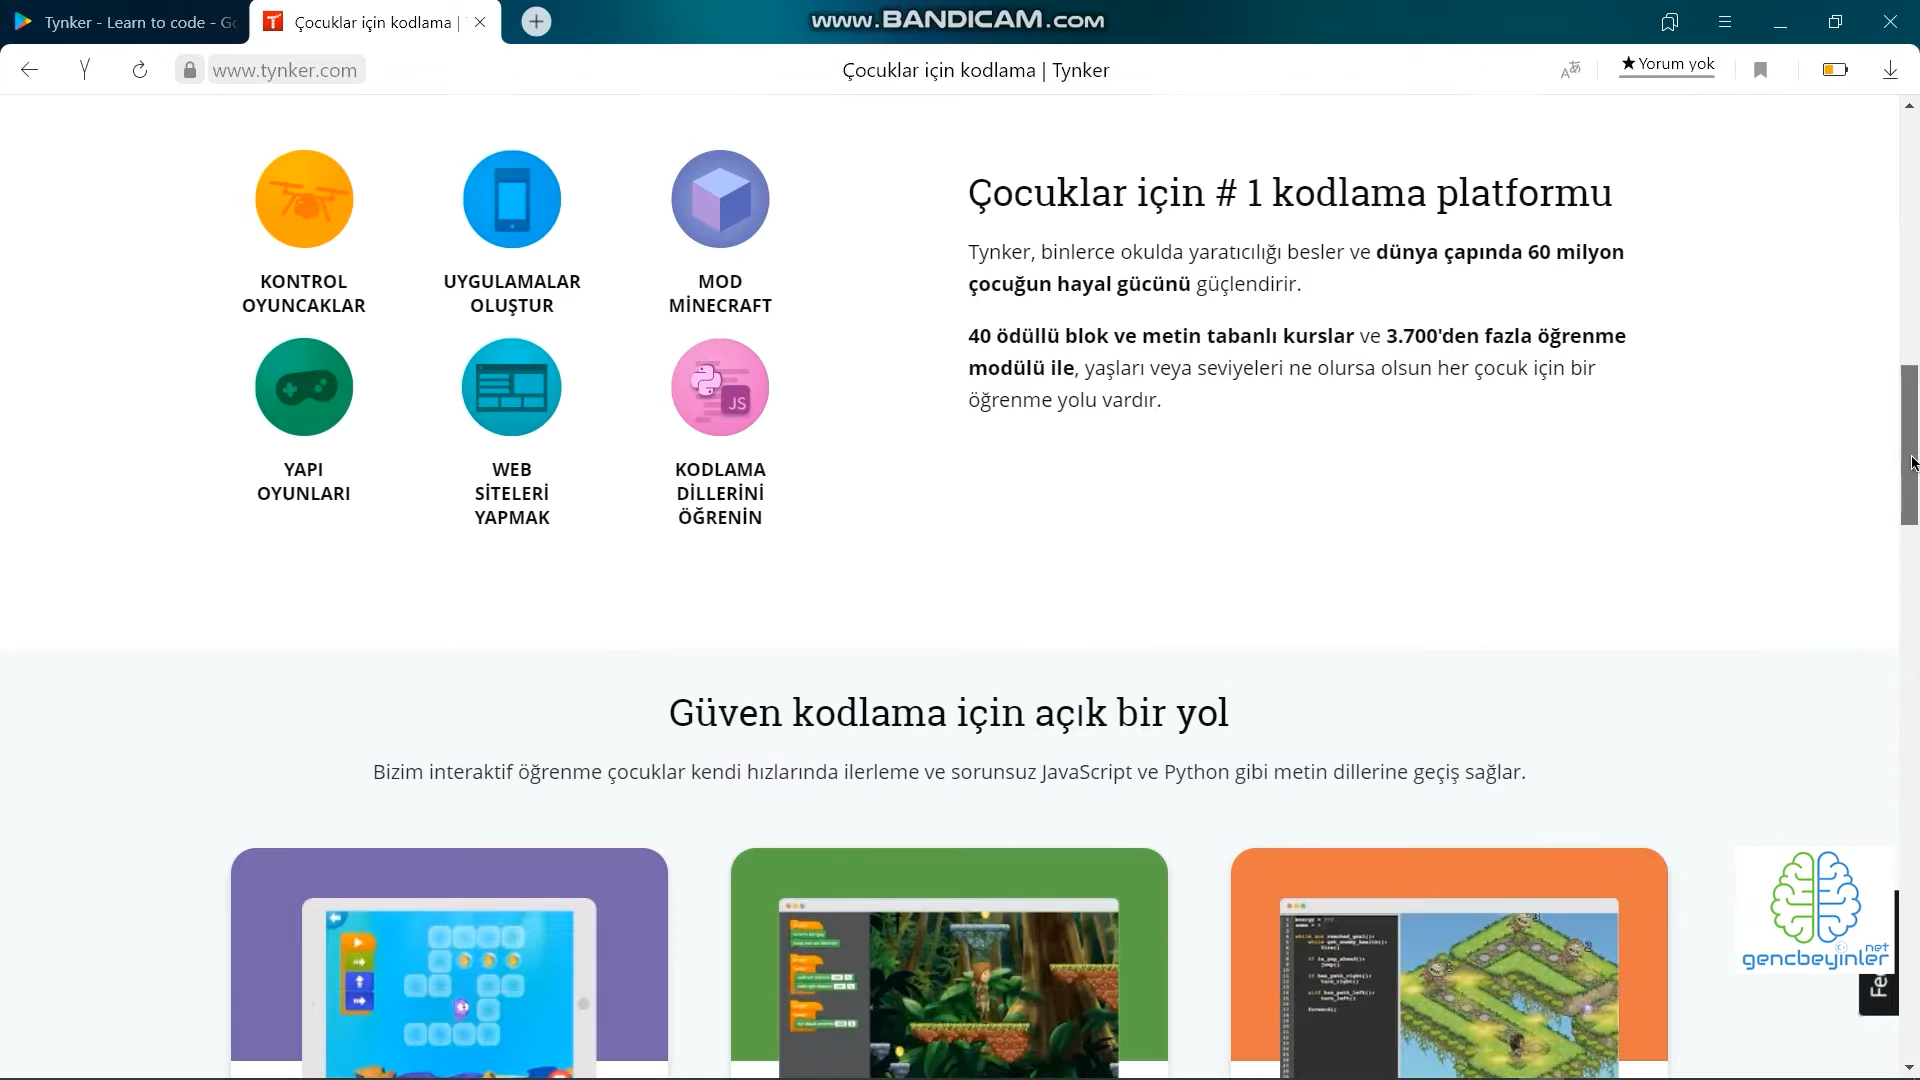 Tynker - Learn to code - Go
Çocuklar için kodlama |
www.BANDICAM.com
www.tynker.com
Çocuklar için kodlama | Tynker
★Yorum yok
KONTROL
OYUNCAKLAR
UYGULAMALAR
OLUŞTUR
MOD
MİNECRAFT
YAPI
OYUNLARI
WEB
SİTELERİ
YAPMAK
JS
KODLAMA
DİLLERİNİ
ÖĞRENİN
Çocuklar için # 1 kodlama platformu
Tynker, binlerce okulda yaratıcılığı besler ve dünya çapında 60 milyon
çocuğun hayal gücünü güçlendirir.
40 ödüllü blok ve metin tabanlı kurslar ve 3.700'den fazla öğrenme
modülü ile, yaşları veya seviyeleri ne olursa olsun her çocuk için bir
öğrenme yolu vardır.
Güven kodlama için açık bir yol
Bizim interaktif öğrenme çocuklar kendi hızlarında ilerleme ve sorunsuz JavaScript ve Python gibi metin dillerine geçiş sağlar.
net
gencbeyinler
Fe